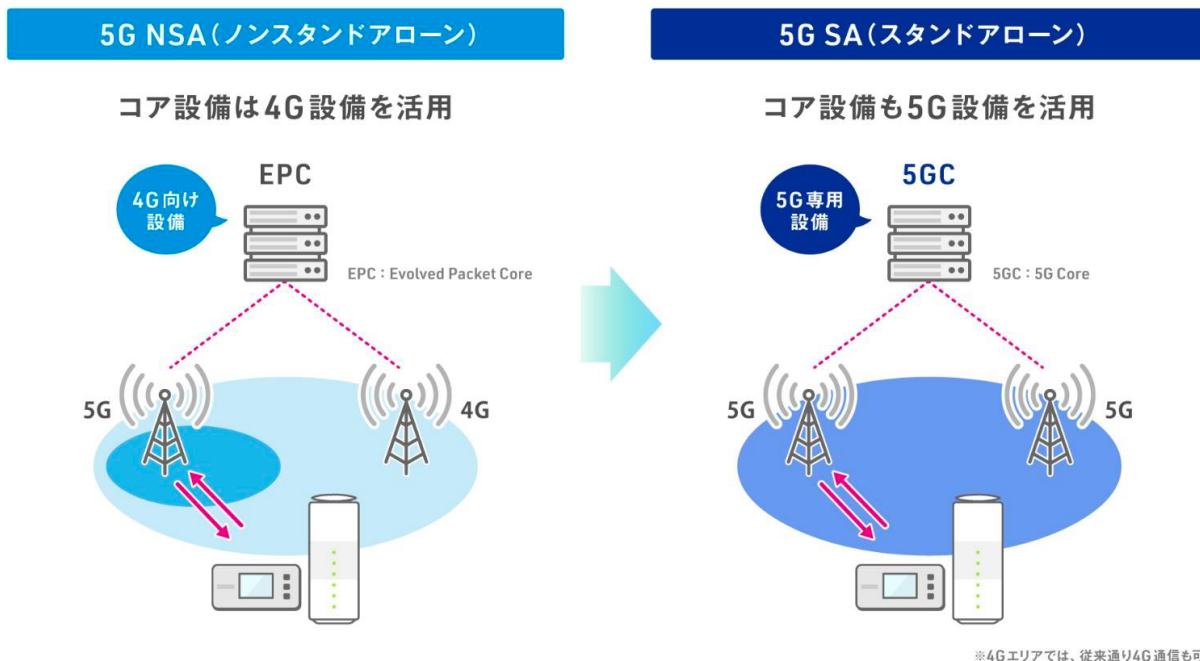 5G NSA(ノンスタンドアローン)
コア設備は4G設備を活用
EPC
4G向け
設備
EPC：Evolved Packet Core
5G
4G
5G SA(スタンドアローン)
コア設備も5G設備を活用
5GC
5G専用
設備
5GC：5G Core
5G
5G
※4Gエリアでは、従来通り4G通信も可